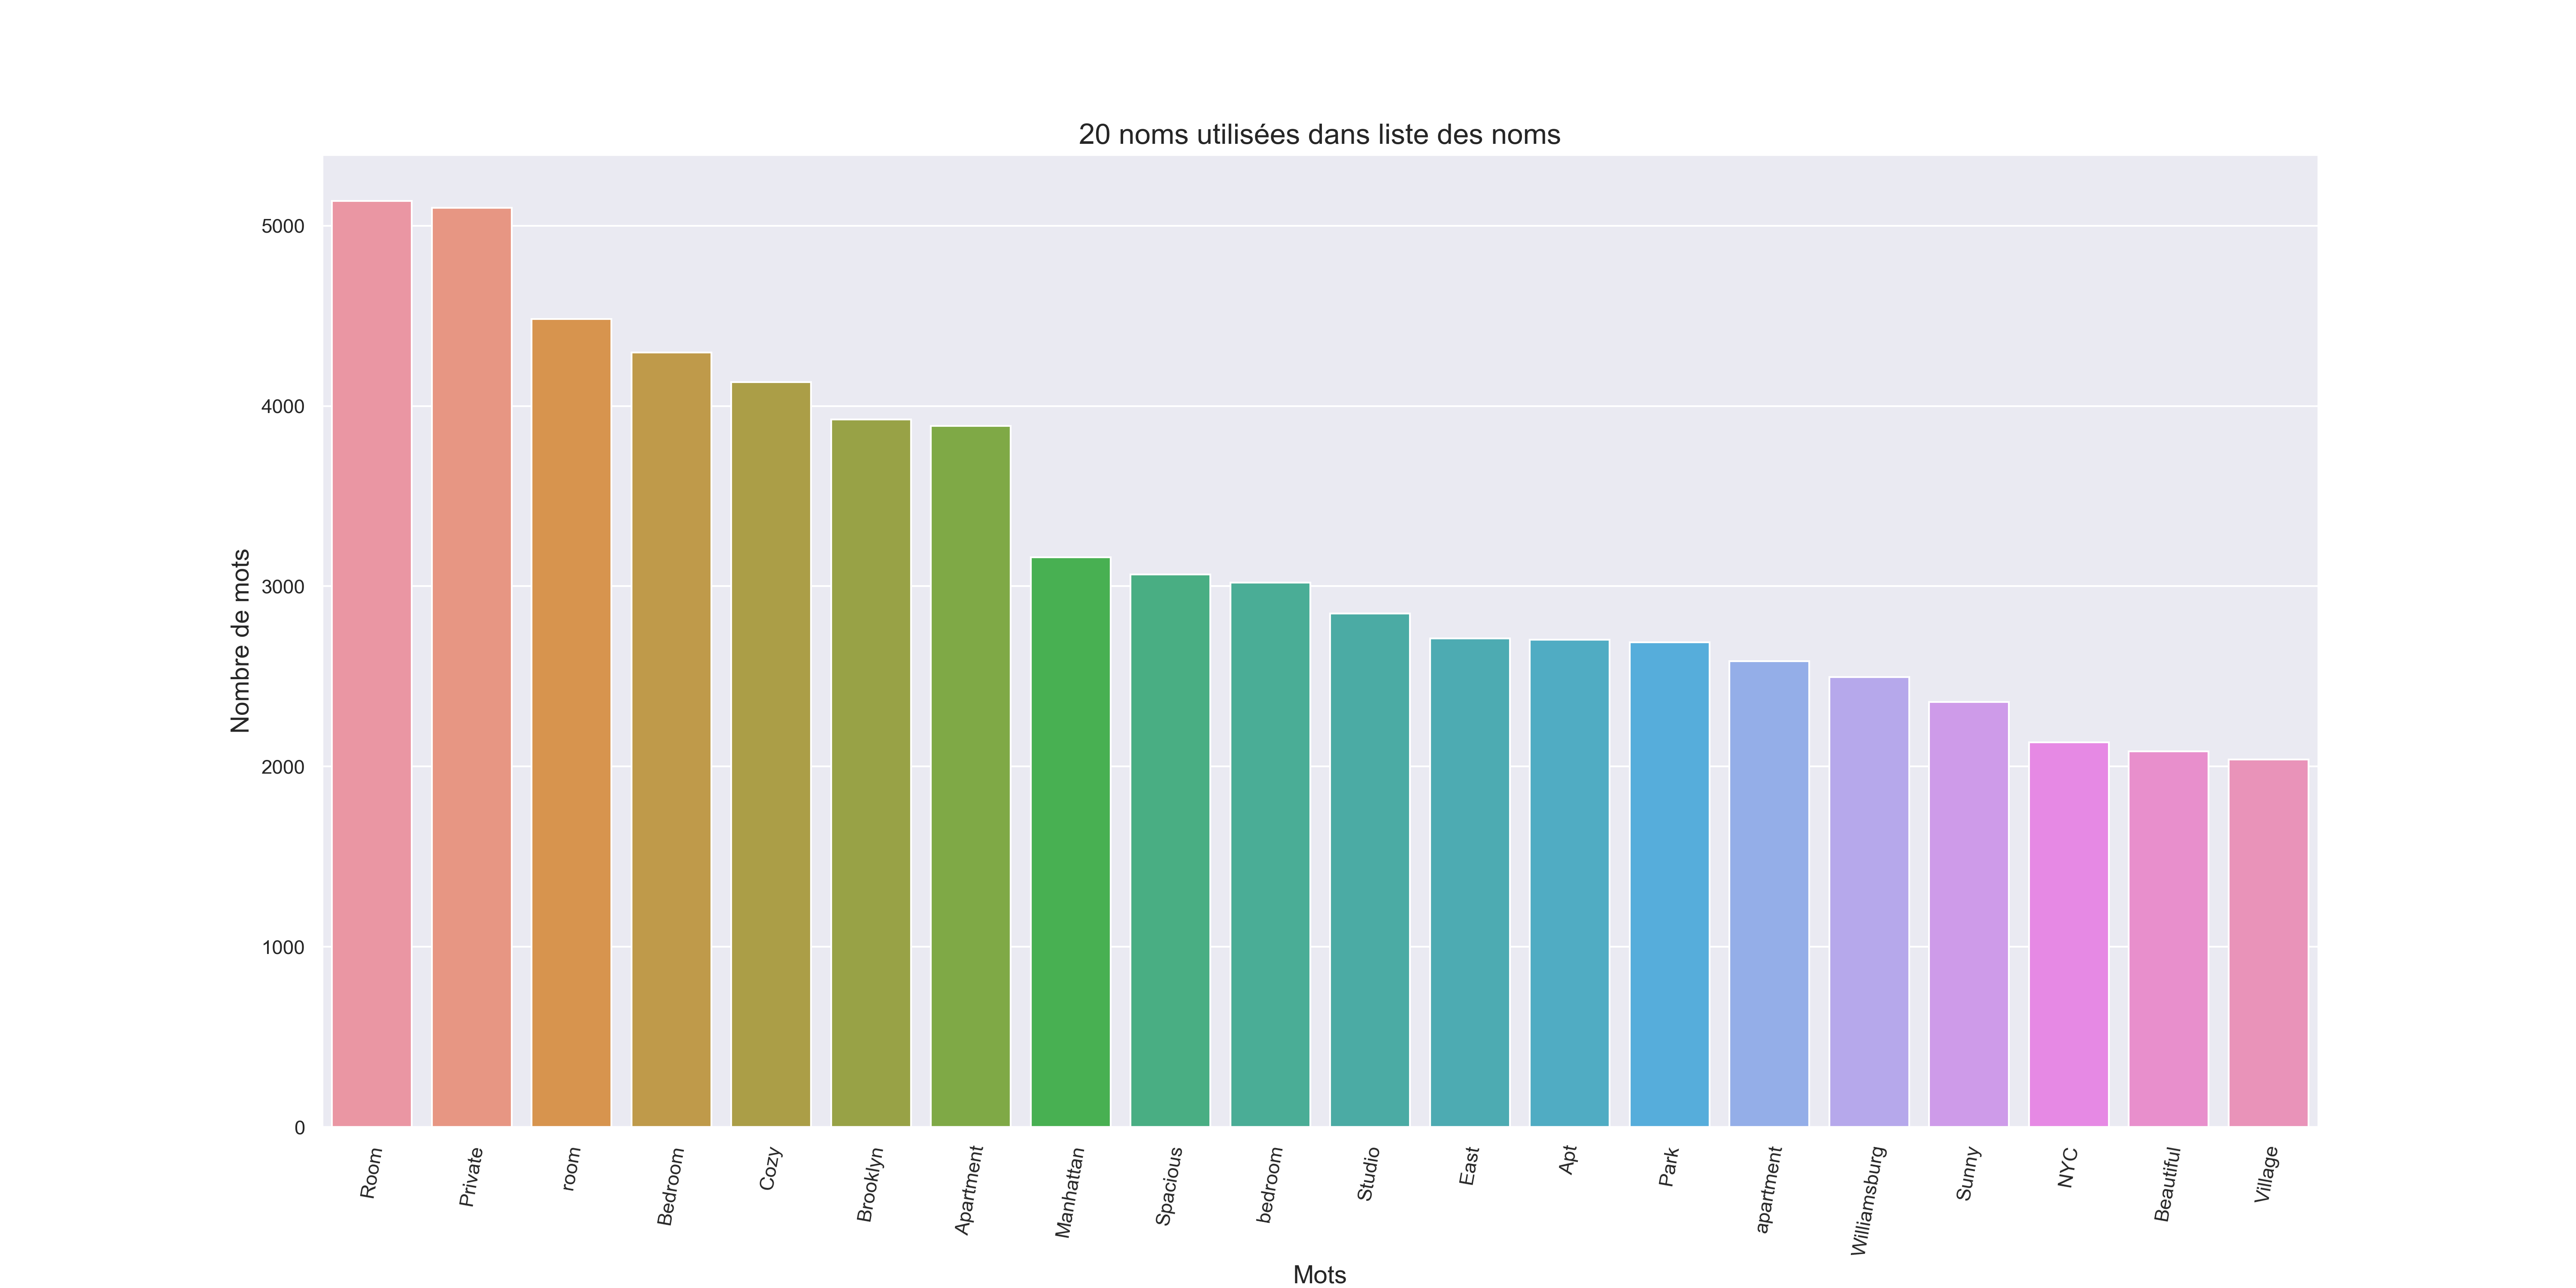 20 noms utilisées dans liste des noms
Nombre de mots
5000
4000
3000
2000
1000
0
Room
Private
room
Bedroom
Cozy
Brooklyn
Apartment
Manhattan
Spacious
bedroom
Studio
East
Apt
Park
apartment
Williamsburg
Sunny
NYC
Beautiful
Village
Mots